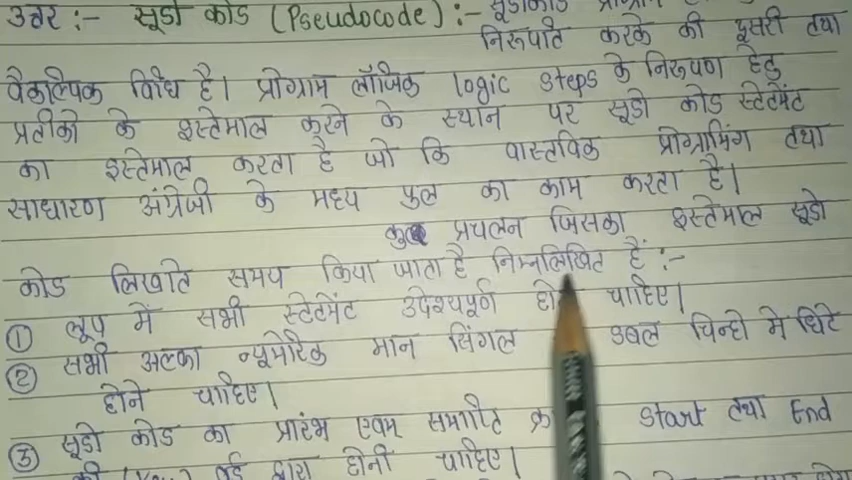 उत्तर :- सूडो कोड (Pseudocode) :- सूडोकोड
निरूपति करके की दूसरी तथा
वैकल्पिक विधि है। प्रोग्राम लॉजिक logic steps के निरूपण हेतु
प्रतीको के इस्तेमाल करने के स्थान पर सूडो कोड स्टेटमेंट
का इस्तेमाल करता है जो कि वास्तविक प्रोग्रामिंग तथा
साधारण अंग्रेजी के मध्य पुल का काम करता है।
कुछ प्रचलन जिसका इस्तेमाल सूडो
कोड लिखते समय किया जाता है निम्नलिखित हैं :-
① लूप में सभी स्टेटमेंट उदेश्यपूर्ण चाहिए।
② सभी अल्फा न्यूमेरिक मान सिंगल डबल चिन्हो मे घिरे
होने चाहिए।
③ सूडो कोड का प्रारंभ एवम समाप्ति Start तथा End
की वर्ड द्वारा होनी चाहिए।